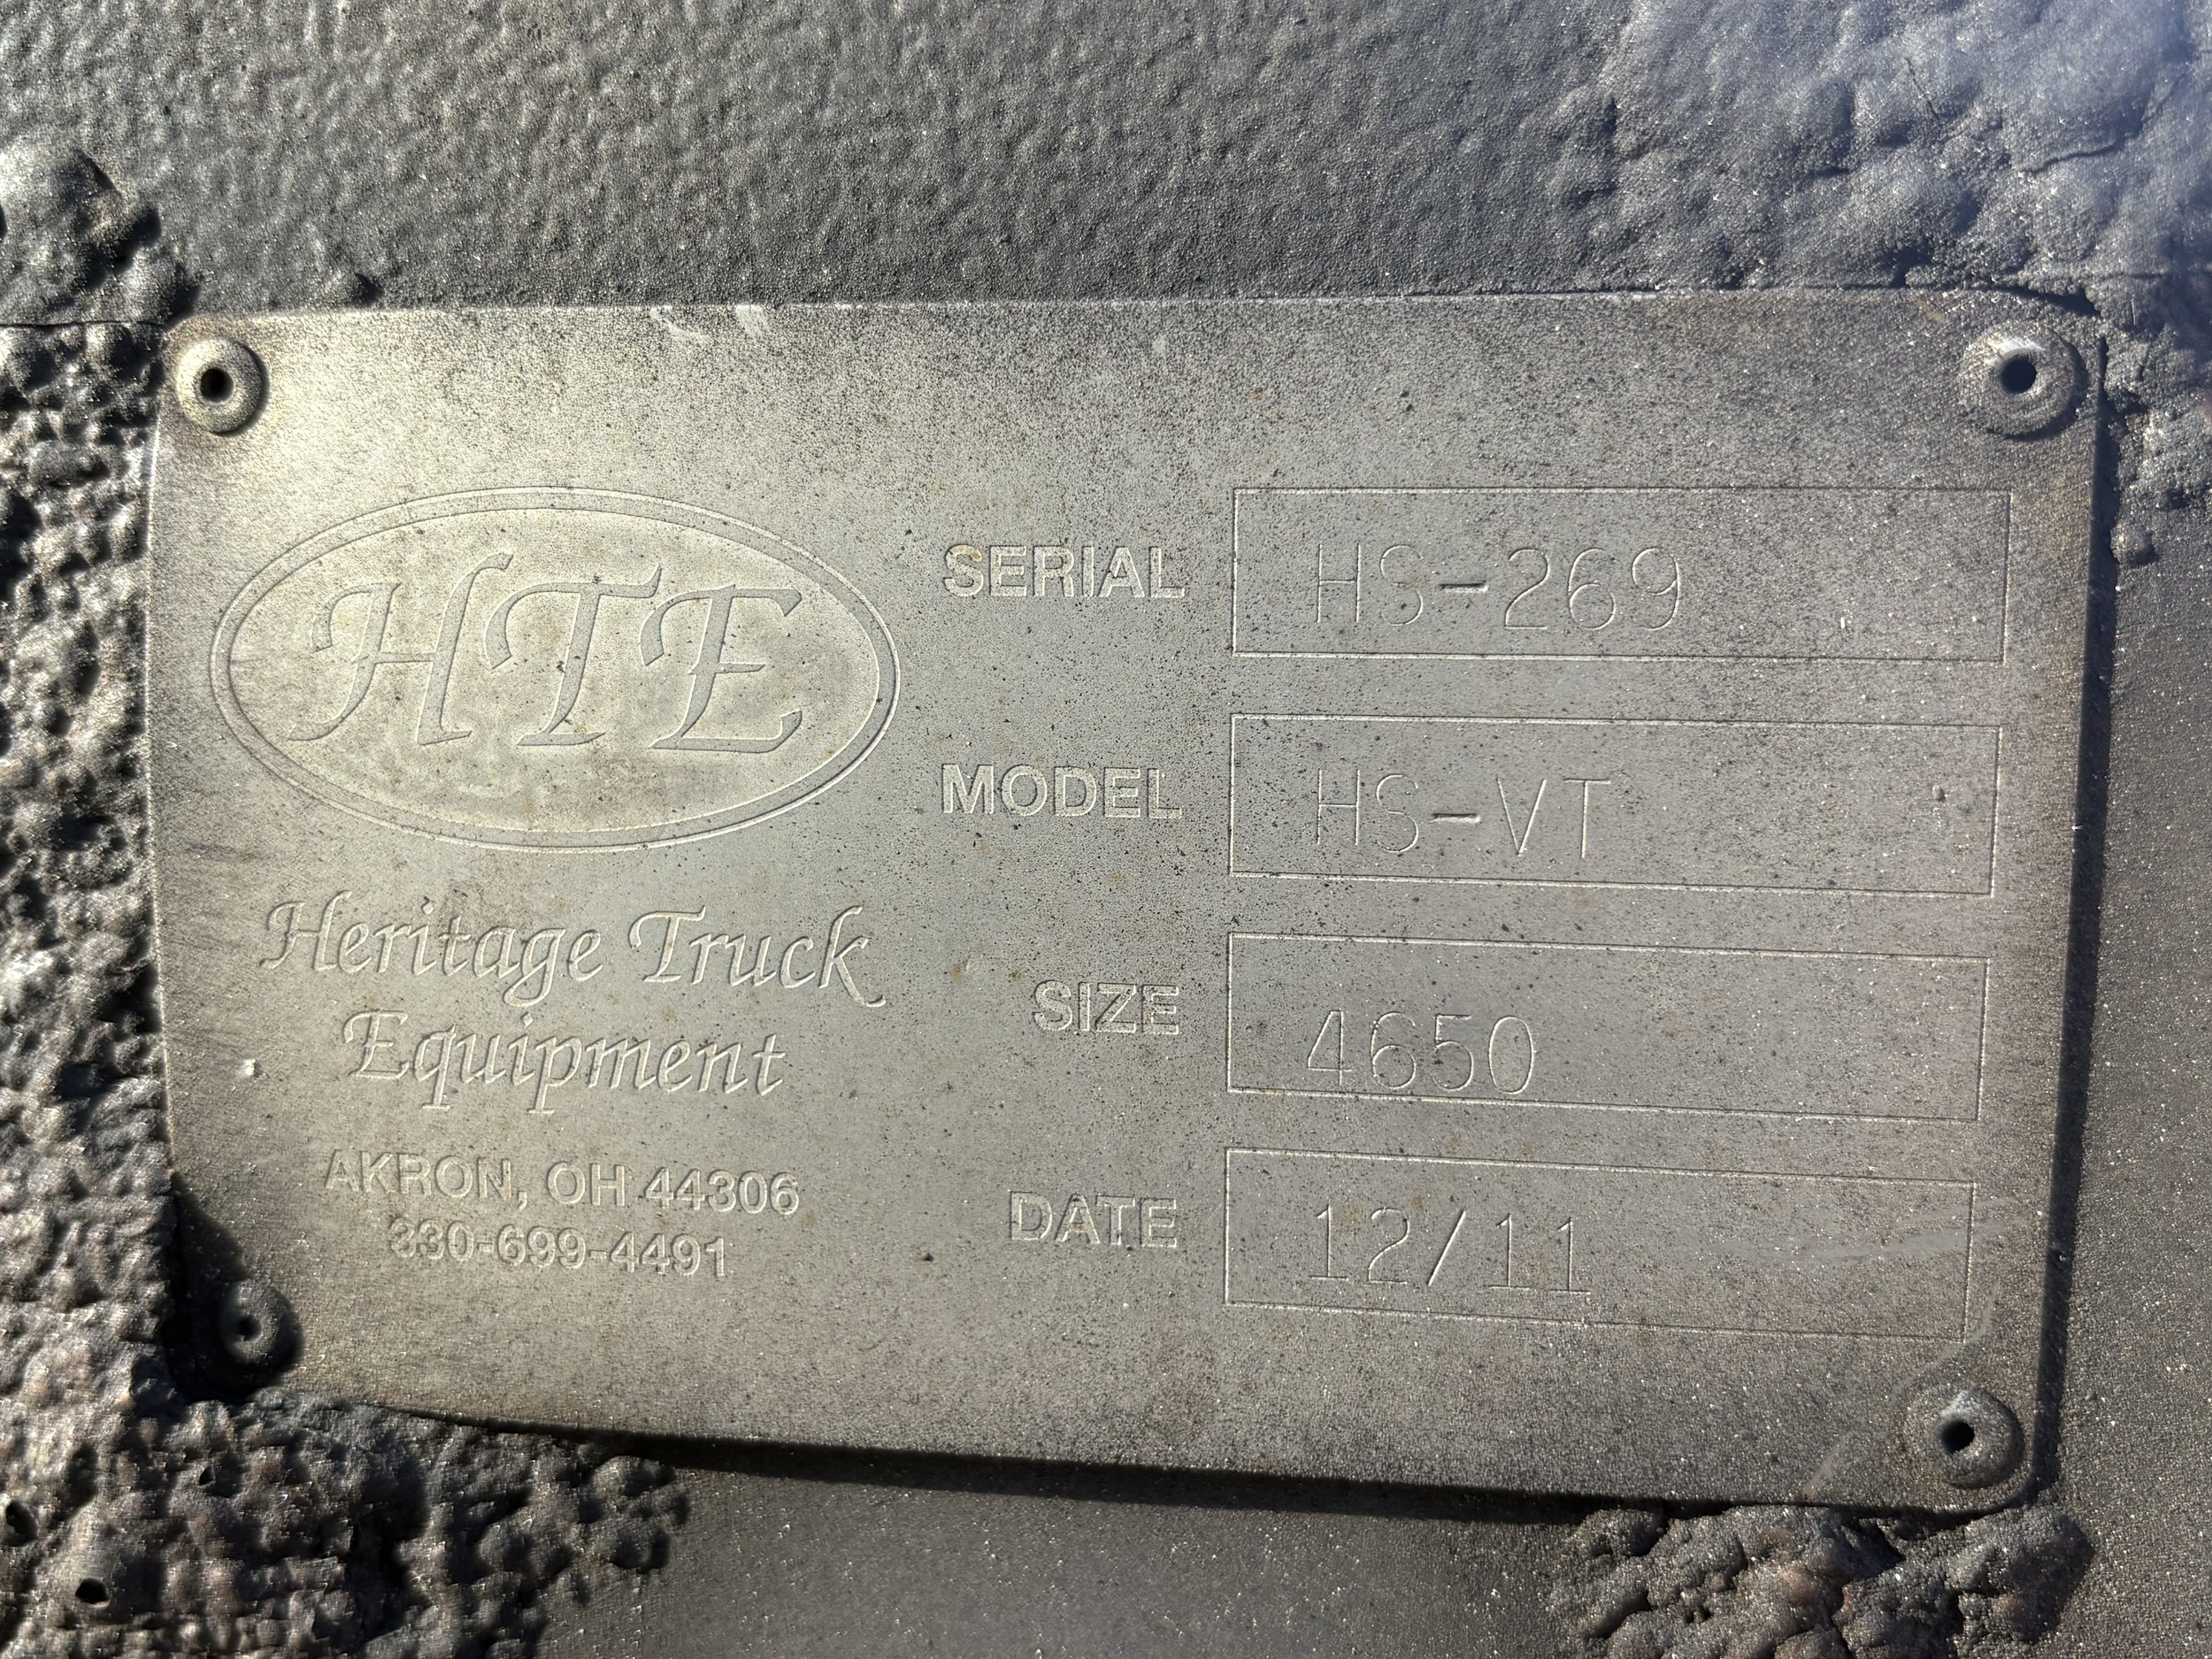 HTE
Heritage Truck
Equipment
AKRON, OH 44306
330-699-4491
SERIAL HS-269
MODEL HS-VT
SIZE 4650
DATE 12/11